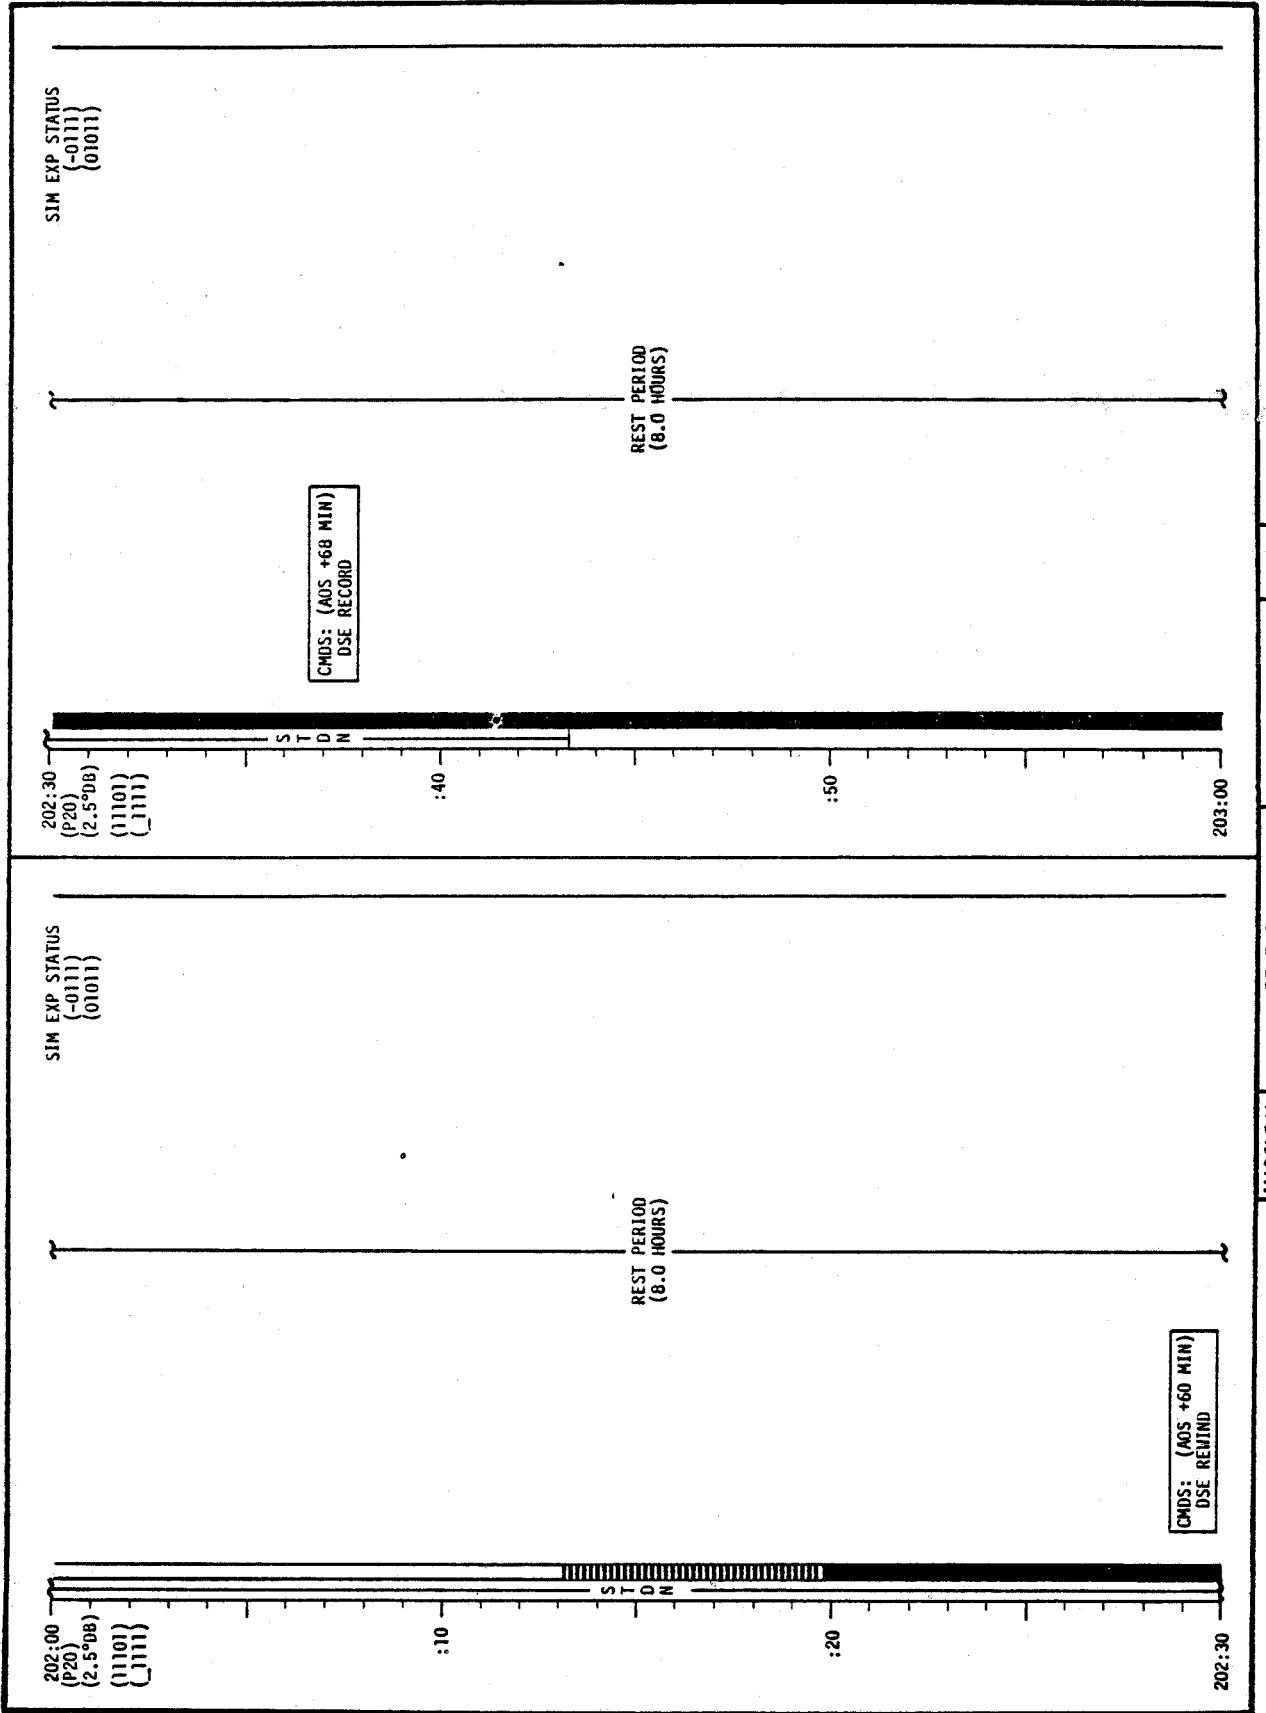 202:00
(P20)
(2.5°DB)
(11101)
(_1111)
SIM EXP STATUS
(-0111)
(01011)
:10
STDN
REST PERIOD
(8.0 HOURS)
:20
CMDS: (AOS +60 MIN)
DSE REWIND
202:30
202:30
(P20)
(2.5°DB)
(11101)
(_1111)
SIM EXP STATUS
(-0111)
(01011)
STDN
CMDS: (AOS +68 MIN)
DSE RECORD
:40
REST PERIOD
(8.0 HOURS)
:50
203:00